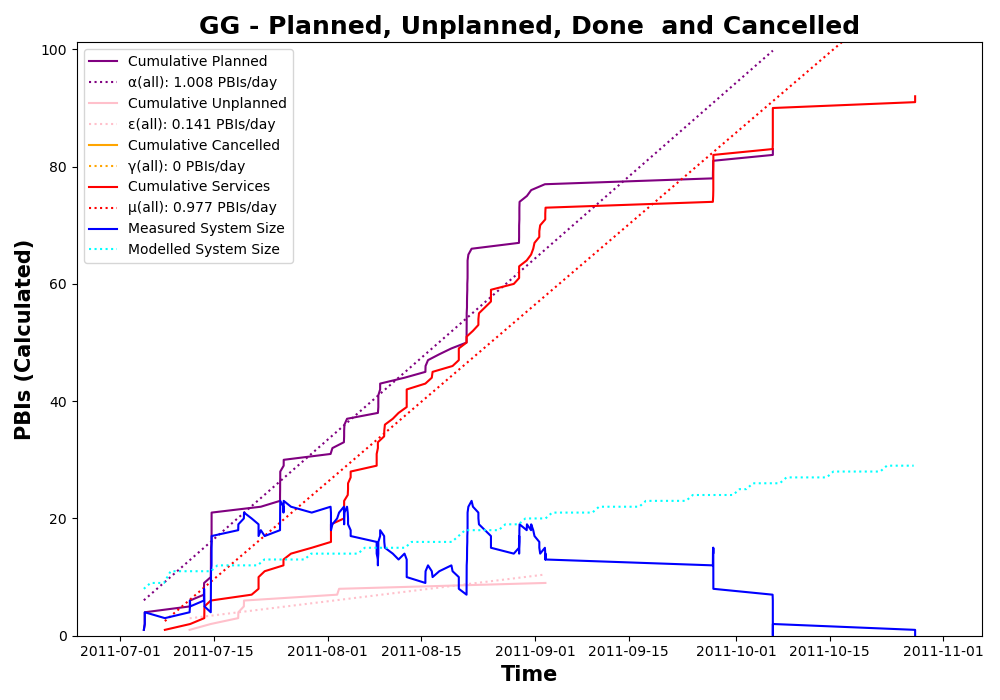 GG - Planned, Unplanned, Done  and Cancelled
100
80
60
40
20
0
PBIs (Calculated)
Cumulative Planned
α(all): 1.008 PBIs/day
Cumulative Unplanned
ε(all): 0.141 PBIs/day
Cumulative Cancelled
γ(all): 0 PBIs/day
Cumulative Services
μ(all): 0.977 PBIs/day
Measured System Size
Modelled System Size
2011-07-01 2011-07-15 2011-08-01 2011-08-15 2011-09-01 2011-09-15 2011-10-01 2011-10-15 2011-11-01
Time